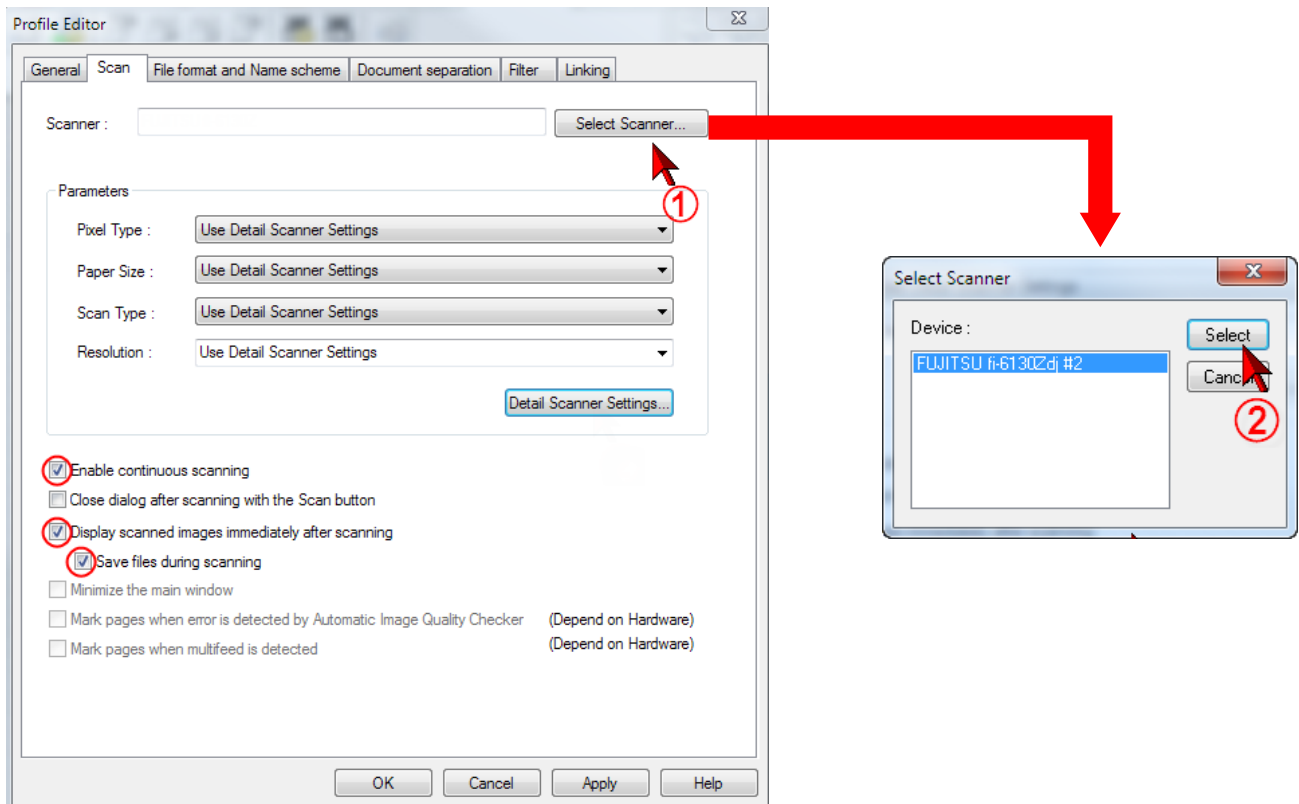 Profile Editor
General Scan File format and Name scheme Document separation Filter Linking
Scanner : Select Scanner...
1
Parameters
Pixel Type : Use Detail Scanner Settings
Paper Size : Use Detail Scanner Settings
Scan Type : Use Detail Scanner Settings
Resolution : Use Detail Scanner Settings
Detail Scanner Settings...
Enable continuous scanning
Close dialog after scanning with the Scan button
Display scanned images immediately after scanning
Save files during scanning
Minimize the main window
Mark pages when error is detected by Automatic Image Quality Checker (Depend on Hardware)
Mark pages when multifeed is detected (Depend on Hardware)
OK Cancel Apply Help
Select Scanner
Device :
Select
FUJITSU fi-6130Zdj #2
2